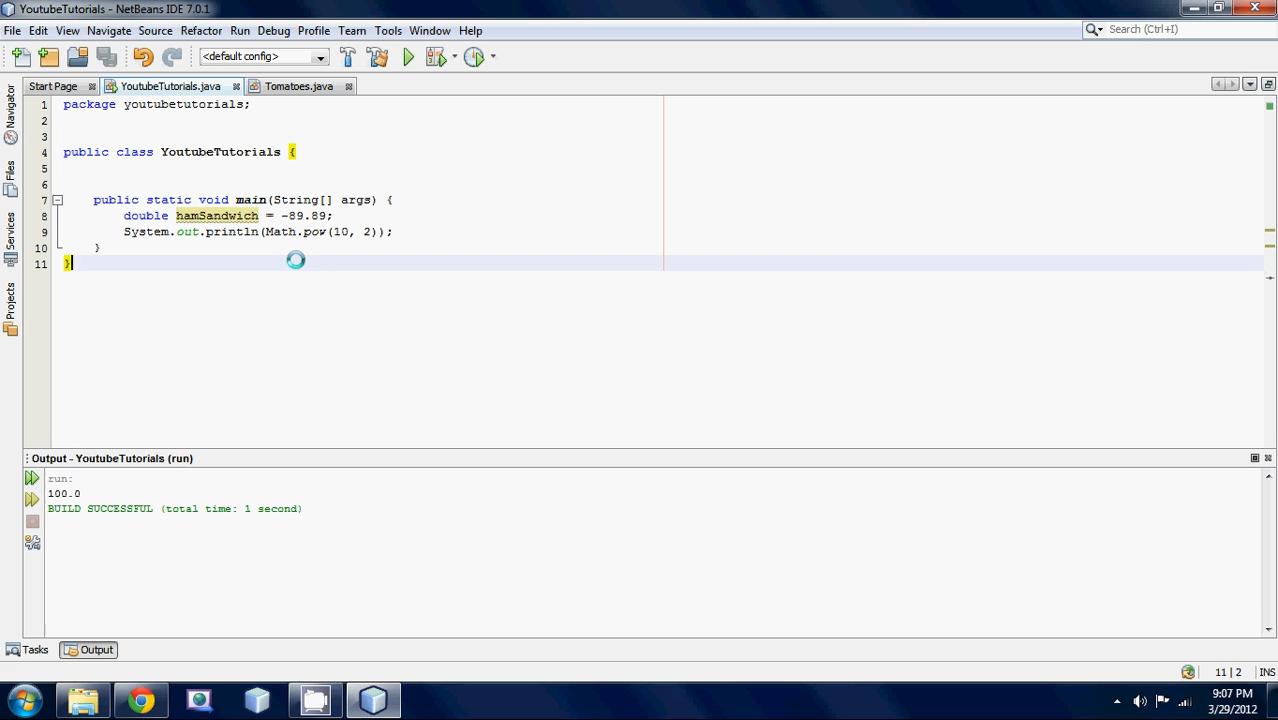 YoutubeTutorials - NetBeans IDE 7.0.1
File Edit View Navigate Source Refactor Run Debug Profile Team Tools Window Help
Search (Ctrl+I)
<default config>
Start Page YoutubeTutorials.java Tomatoes.java
Navigator
Files
Services
Projects
1 package youtubetutorials;
2
3
4 public class YoutubeTutorials {
5
6
7 public static void main(String[] args) {
8 double hamSandwich = -89.89;
9 System.out.println(Math.pow(10, 2));
10 }
11 }
Output - YoutubeTutorials (run)
run:
100.0
BUILD SUCCESSFUL (total time: 1 second)
Tasks Output
11 | 2 INS
9:07 PM
3/29/2012